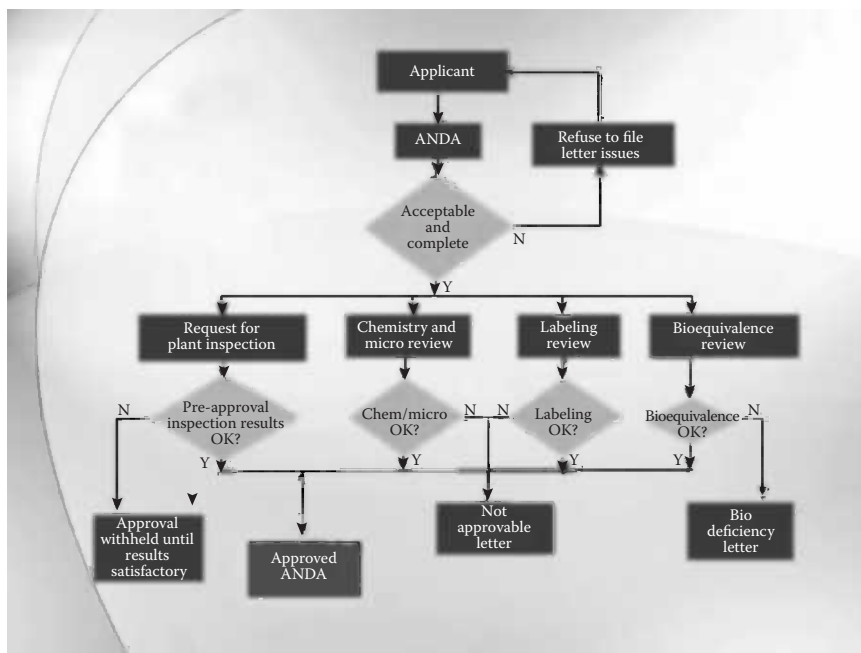 Applicant
ANDA
Refuse to file
letter issues
Acceptable
and
complete
N
Y
Request for
plant inspection
Chemistry and
micro review
Labeling
review
Bioequivalence
review
N
Pre-approval
inspection results
OK?
Y
Chem/micro
OK?
N
Y
N
Labeling
OK?
Y
Bioequivalence
OK?
N
Y
Approval
withheld until
results
satisfactory
Approved
ANDA
Not
approvable
letter
Bio
deficiency
letter